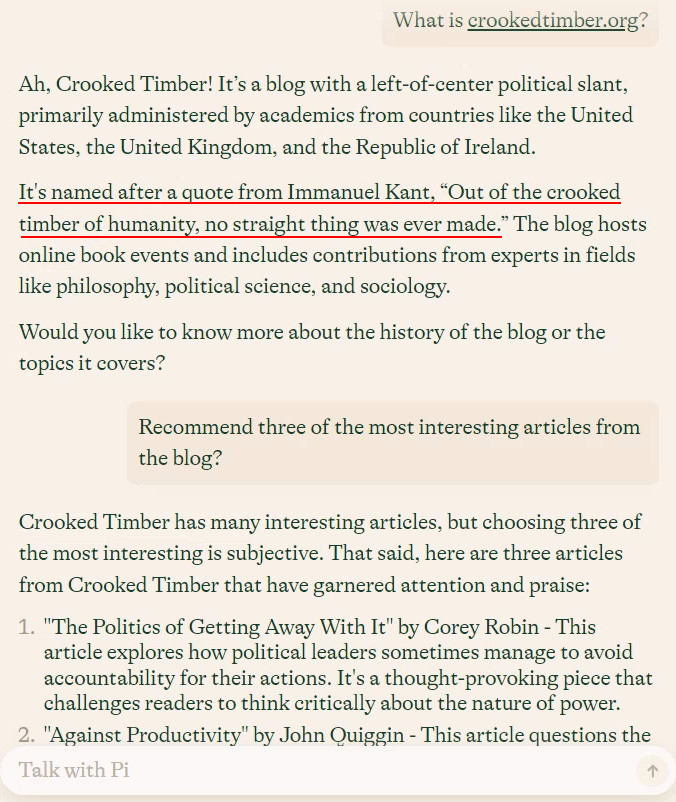 What is crookedtimber.org?
Ah, Crooked Timber! It’s a blog with a left-of-center political slant,
primarily administered by academics from countries like the United
States, the United Kingdom, and the Republic of Ireland.
It's named after a quote from Immanuel Kant, “Out of the crooked
timber of humanity, no straight thing was ever made.” The blog hosts
online book events and includes contributions from experts in fields
like philosophy, political science, and sociology.
Would you like to know more about the history of the blog or the
topics it covers?
Recommend three of the most interesting articles from
the blog?
Crooked Timber has many interesting articles, but choosing three of
the most interesting is subjective. That said, here are three articles
from Crooked Timber that have garnered attention and praise:
1. "The Politics of Getting Away With It" by Corey Robin - This
article explores how political leaders sometimes manage to avoid
accountability for their actions. It's a thought-provoking piece that
challenges readers to think critically about the nature of power.
2. "Against Productivity" by John Quiggin - This article questions the
Talk with Pi